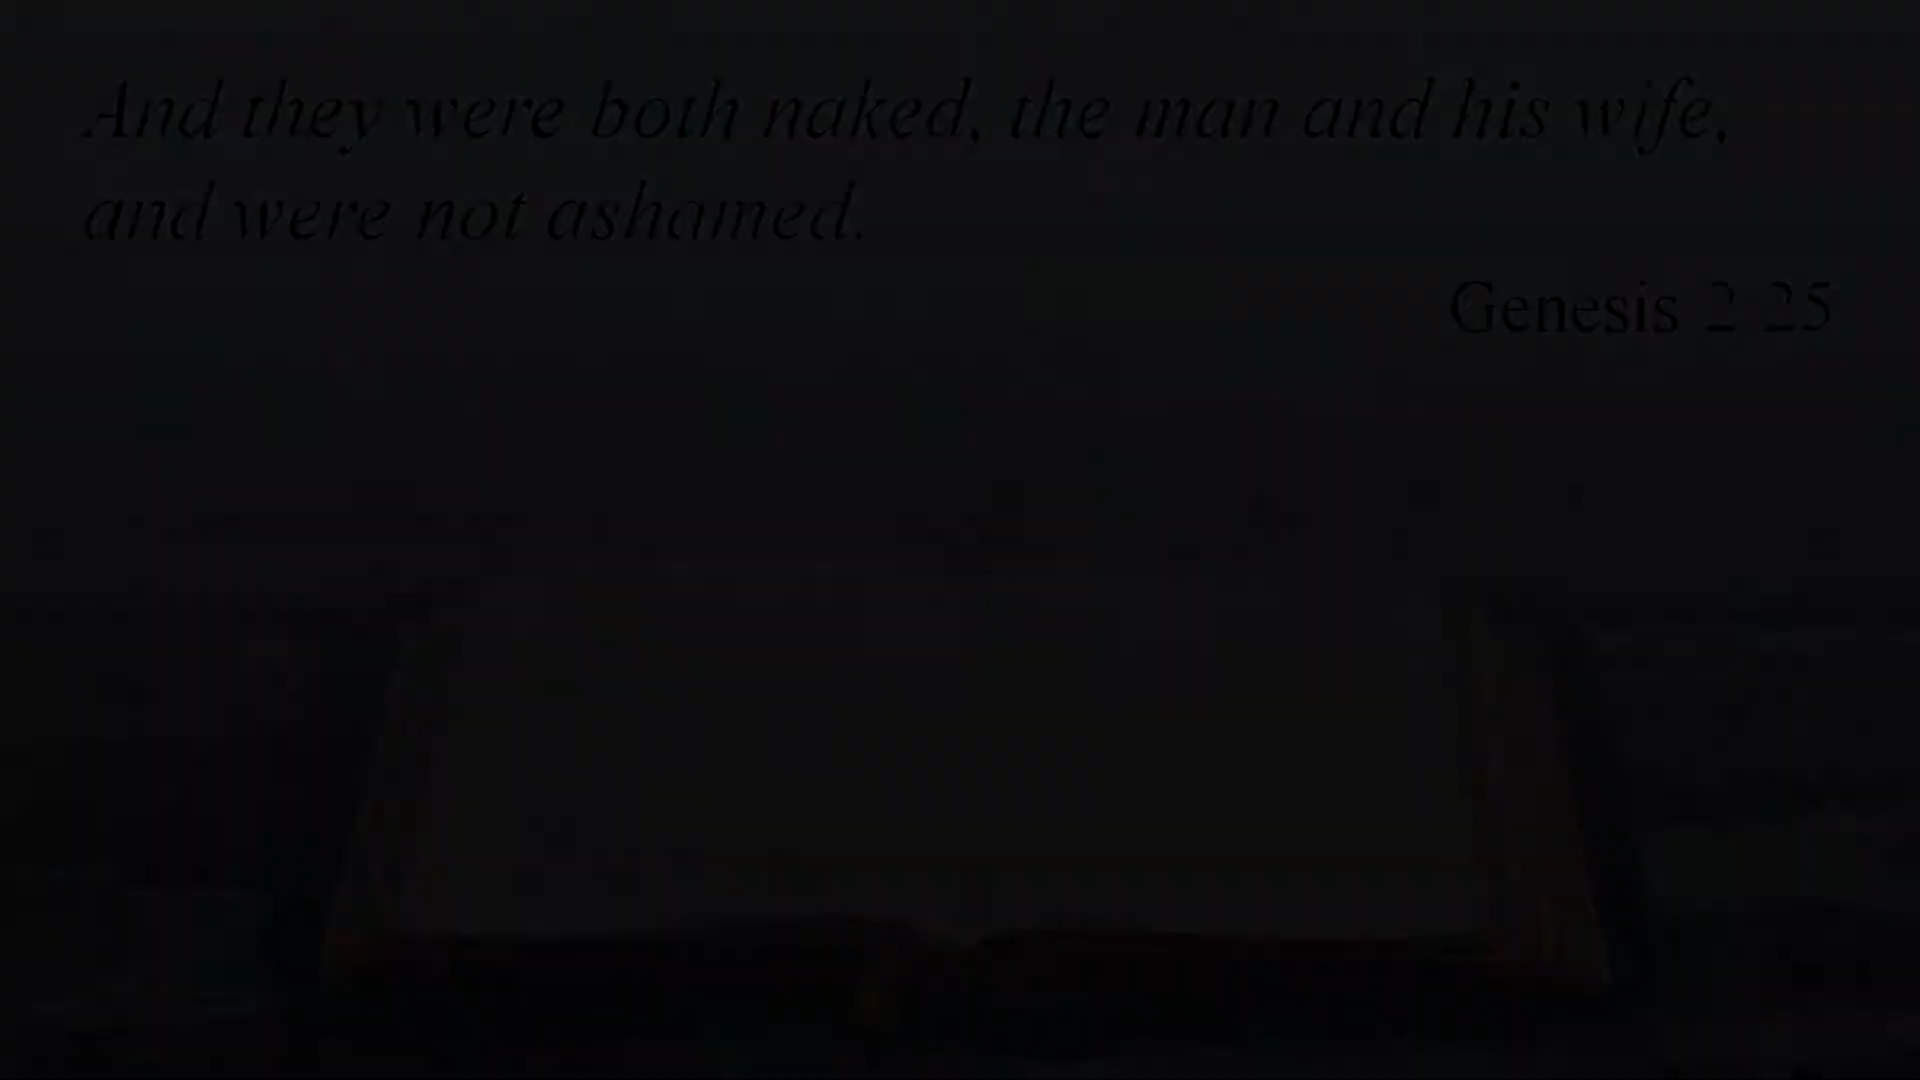 And they were both naked, the man and his wife,
and were not ashamed.
Genesis 2 25